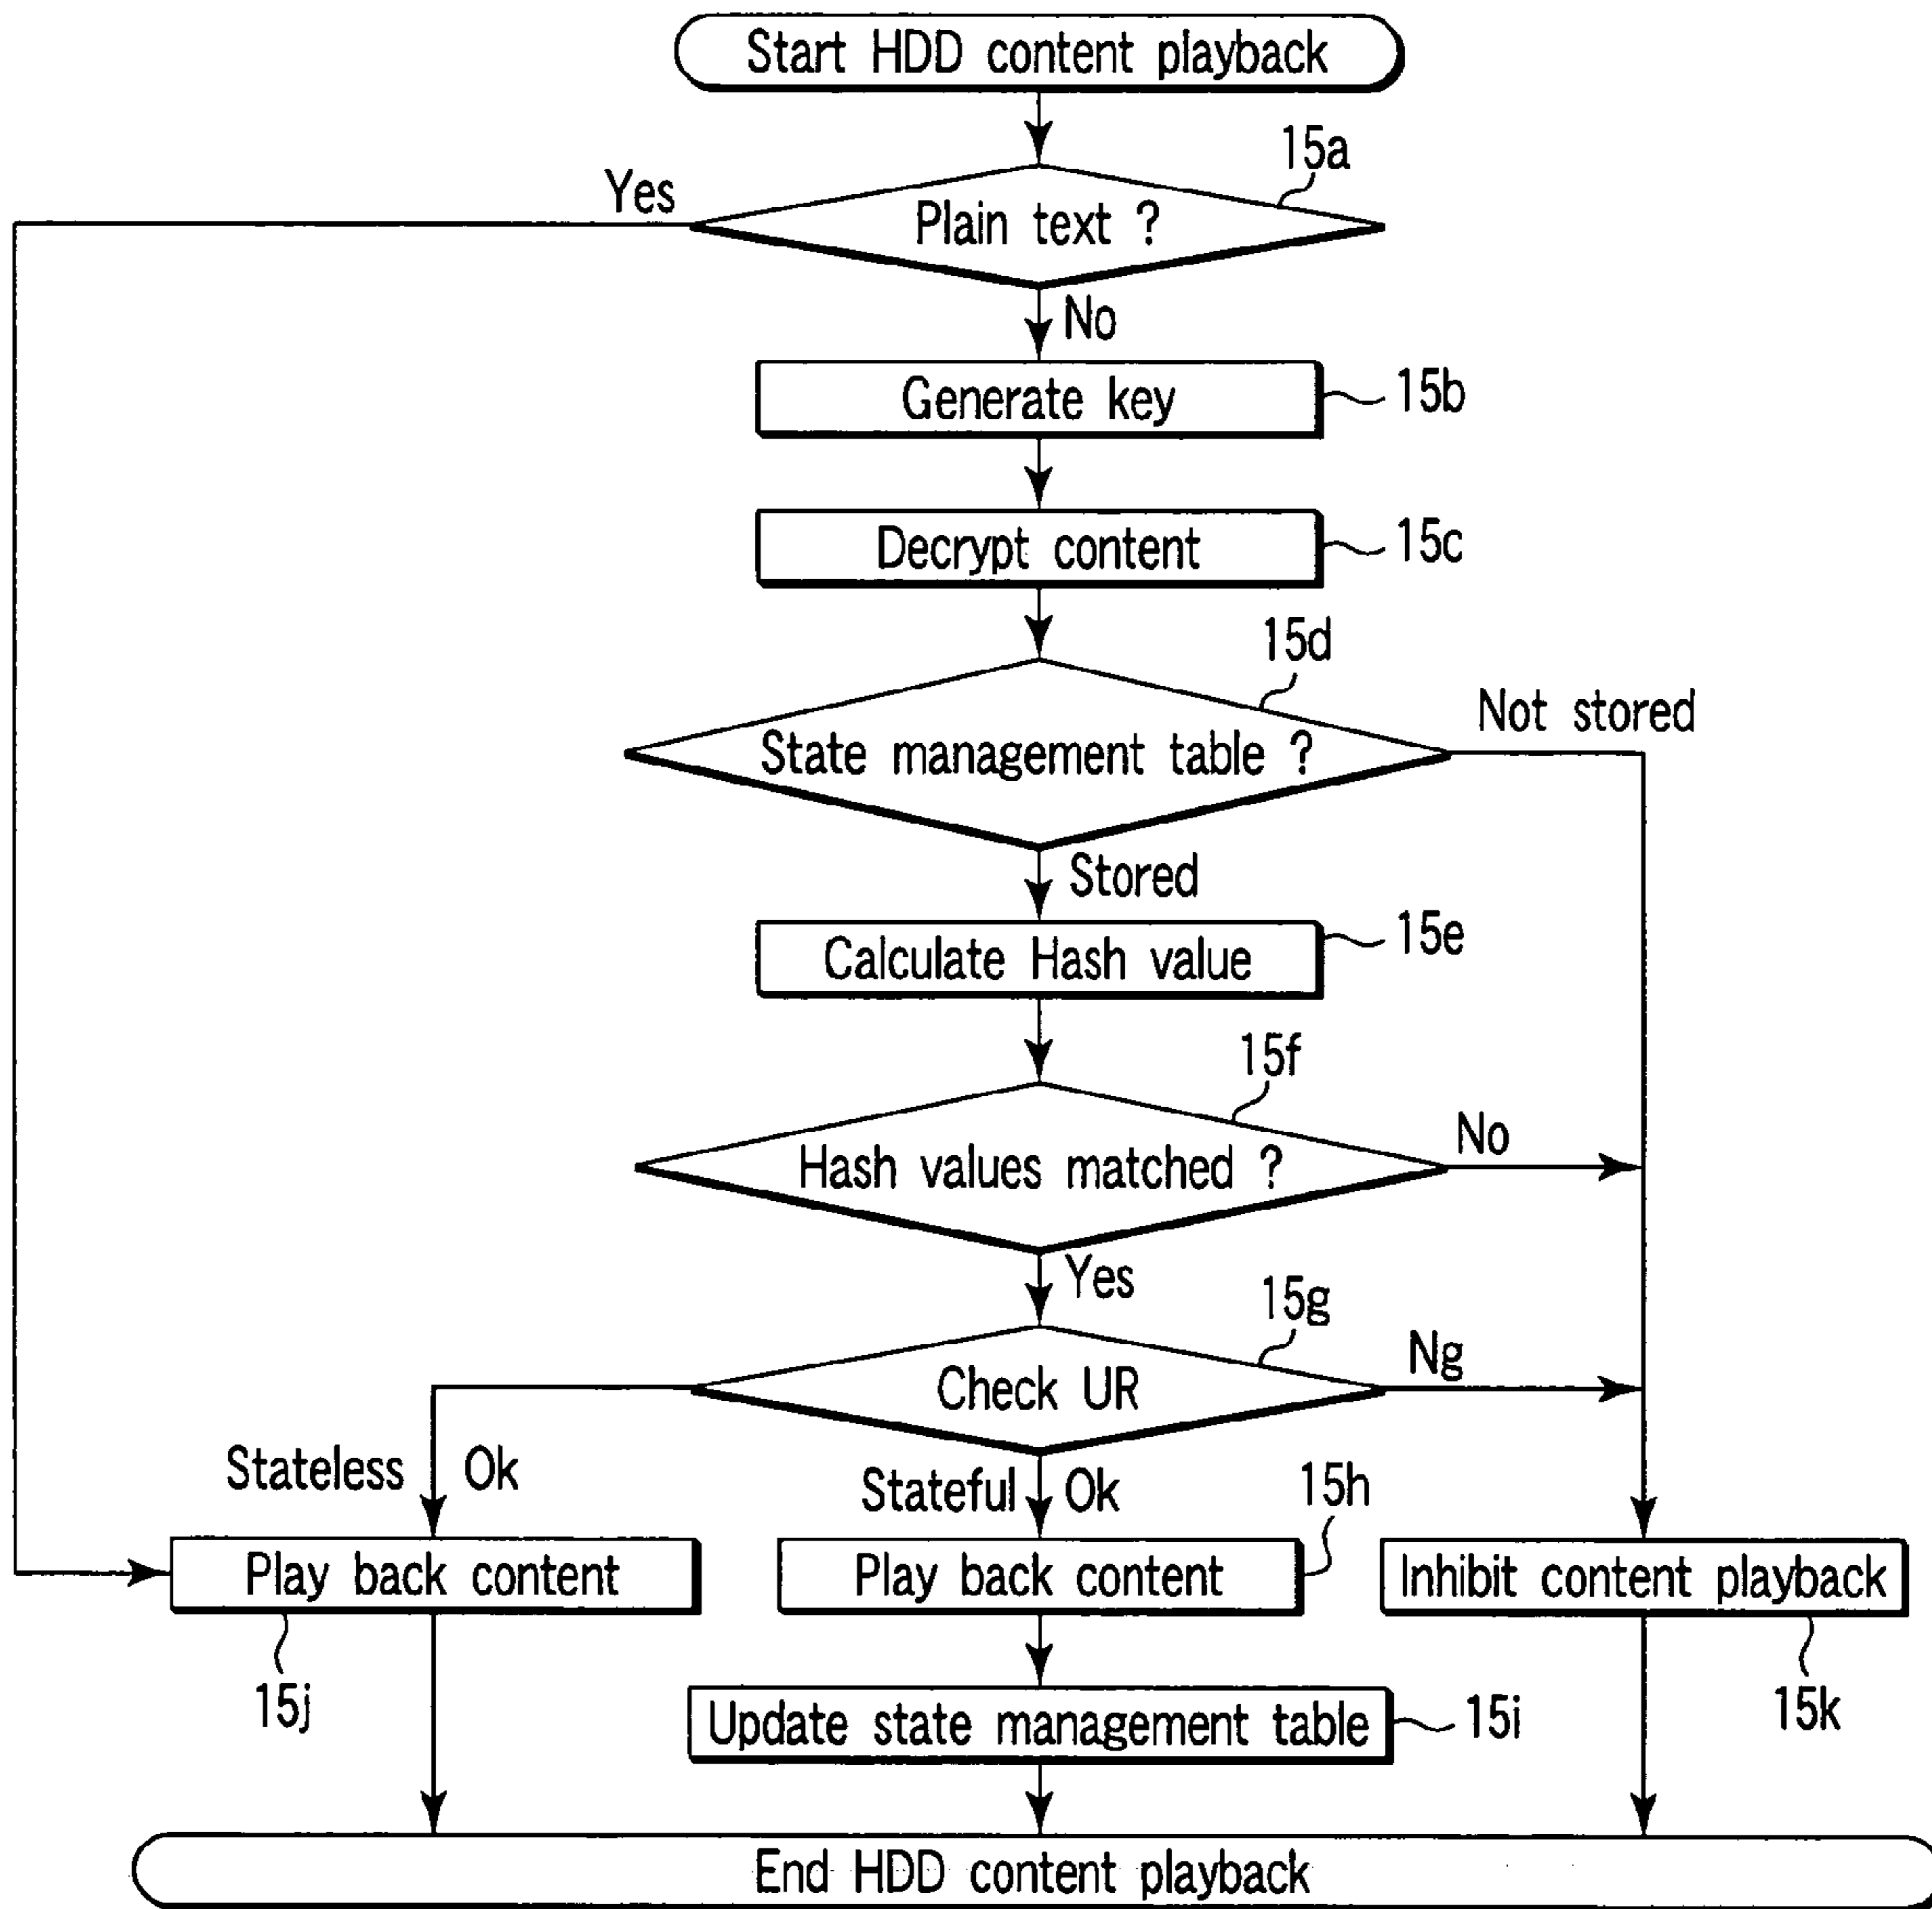 Start HDD content playback
15a
Yes
Plain text ?
No
Generate key
15b
Decrypt content
15c
15d
Not stored
State management table ?
Stored
Calculate Hash value
15e
15f
No
Hash values matched ?
Yes
15g
Ng
Check UR
Stateless Ok
Stateful Ok
15h
Play back content
Play back content
Inhibit content playback
15j
Update state management table
15i
15k
End HDD content playback